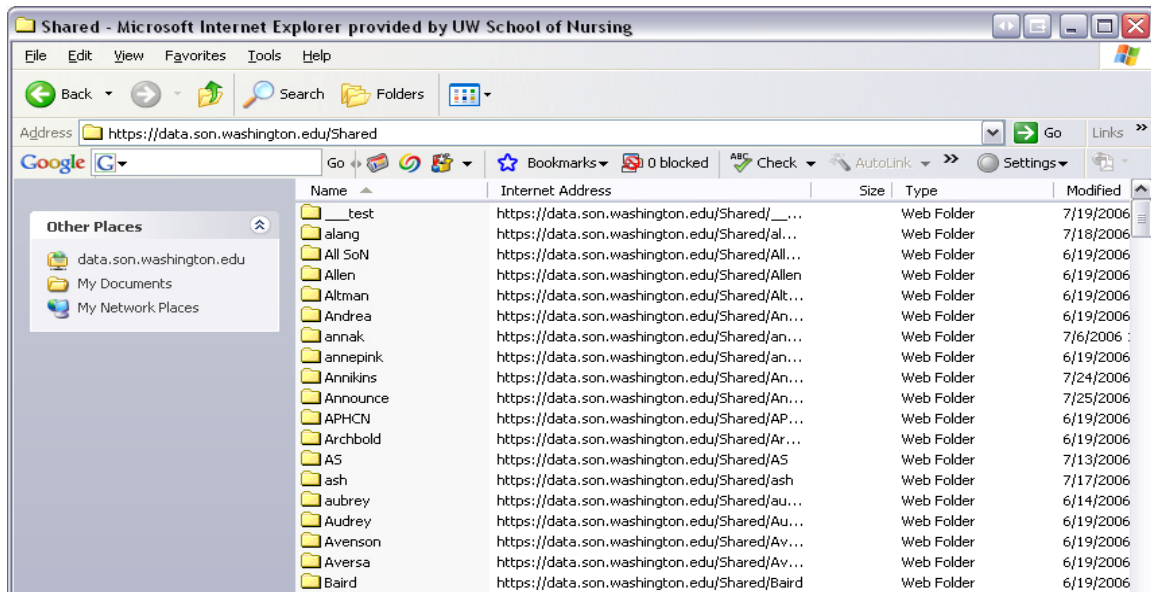 Shared - Microsoft Internet Explorer provided by UW School of Nursing
File Edit View Favorites Tools Help
Back Search Folders
Address https://data.son.washington.edu/Shared Go Links »
Google G Go Bookmarks 0 blocked ABC Check AutoLink » Settings
Name Internet Address Size Type Modified
Other Places
data.son.washington.edu
My Documents
My Network Places
___test https://data.son.washington.edu/Shared/__... Web Folder 7/19/2006
alang https://data.son.washington.edu/Shared/al... Web Folder 7/18/2006
All SoN https://data.son.washington.edu/Shared/All... Web Folder 6/19/2006
Allen https://data.son.washington.edu/Shared/Allen Web Folder 6/19/2006
Altman https://data.son.washington.edu/Shared/Alt... Web Folder 6/19/2006
Andrea https://data.son.washington.edu/Shared/An... Web Folder 6/19/2006
annak https://data.son.washington.edu/Shared/an... Web Folder 7/6/2006 :
annepink https://data.son.washington.edu/Shared/an... Web Folder 6/19/2006
Annikins https://data.son.washington.edu/Shared/An... Web Folder 7/24/2006
Announce https://data.son.washington.edu/Shared/An... Web Folder 7/25/2006
APHCN https://data.son.washington.edu/Shared/AP... Web Folder 6/19/2006
Archbold https://data.son.washington.edu/Shared/Ar... Web Folder 6/19/2006
AS https://data.son.washington.edu/Shared/AS Web Folder 7/13/2006
ash https://data.son.washington.edu/Shared/ash Web Folder 7/17/2006
aubrey https://data.son.washington.edu/Shared/au... Web Folder 6/14/2006
Audrey https://data.son.washington.edu/Shared/Au... Web Folder 6/19/2006
Avenson https://data.son.washington.edu/Shared/Av... Web Folder 6/19/2006
Aversa https://data.son.washington.edu/Shared/Av... Web Folder 6/19/2006
Baird https://data.son.washington.edu/Shared/Baird Web Folder 6/19/2006